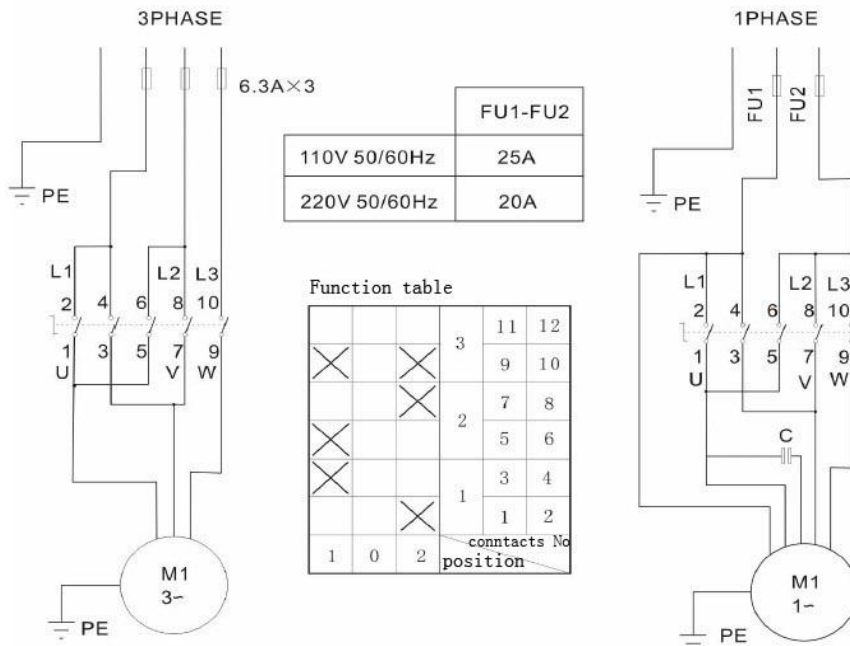 3PHASE
6.3A×3
PE
L1 L2 L3
2 4 6 8 10
1 3 5 7 9
U V W
M1
3~
PE
FU1-FU2
110V 50/60Hz 25A
220V 50/60Hz 20A
Function table
3 11 12
9 10
2 7 8
5 6
1 3 4
1 2
conntacts No
1 0 2 position
1PHASE
FU1 FU2
PE
L1 L2 L3
2 4 6 8 10
1 3 5 7 9
U V W
C
M1
1~
PE